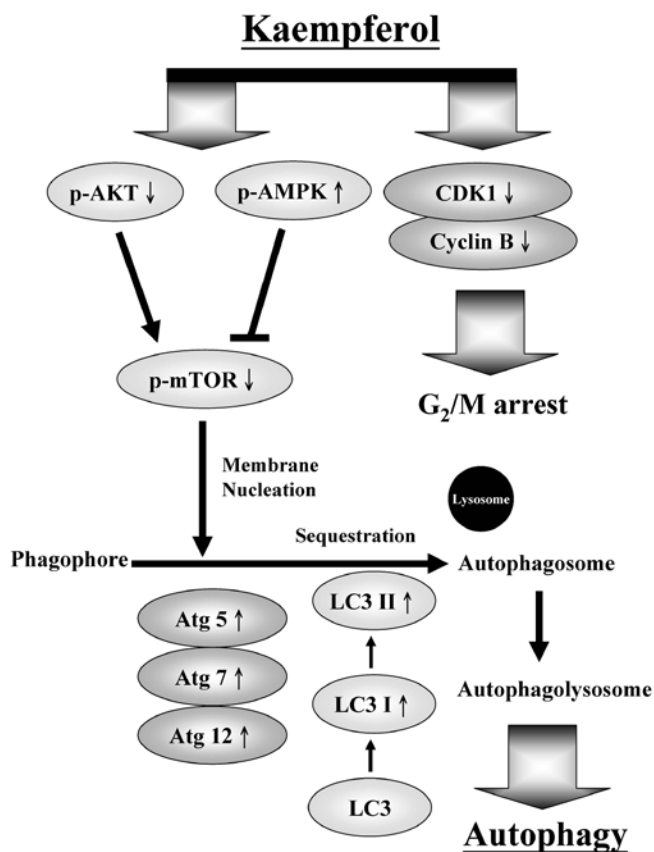 Kaempferol
p-AKT ↓
p-AMPK ↑
CDK1 ↓
Cyclin B ↓
p-mTOR ↓
G₂/M arrest
Membrane
Nucleation
Lysosome
Sequestration
Phagophore
Autophagosome
LC3 II ↑
Atg 5 ↑
Atg 7 ↑
LC3 I ↑
Autophagolysosome
Atg 12 ↑
LC3
Autophagy